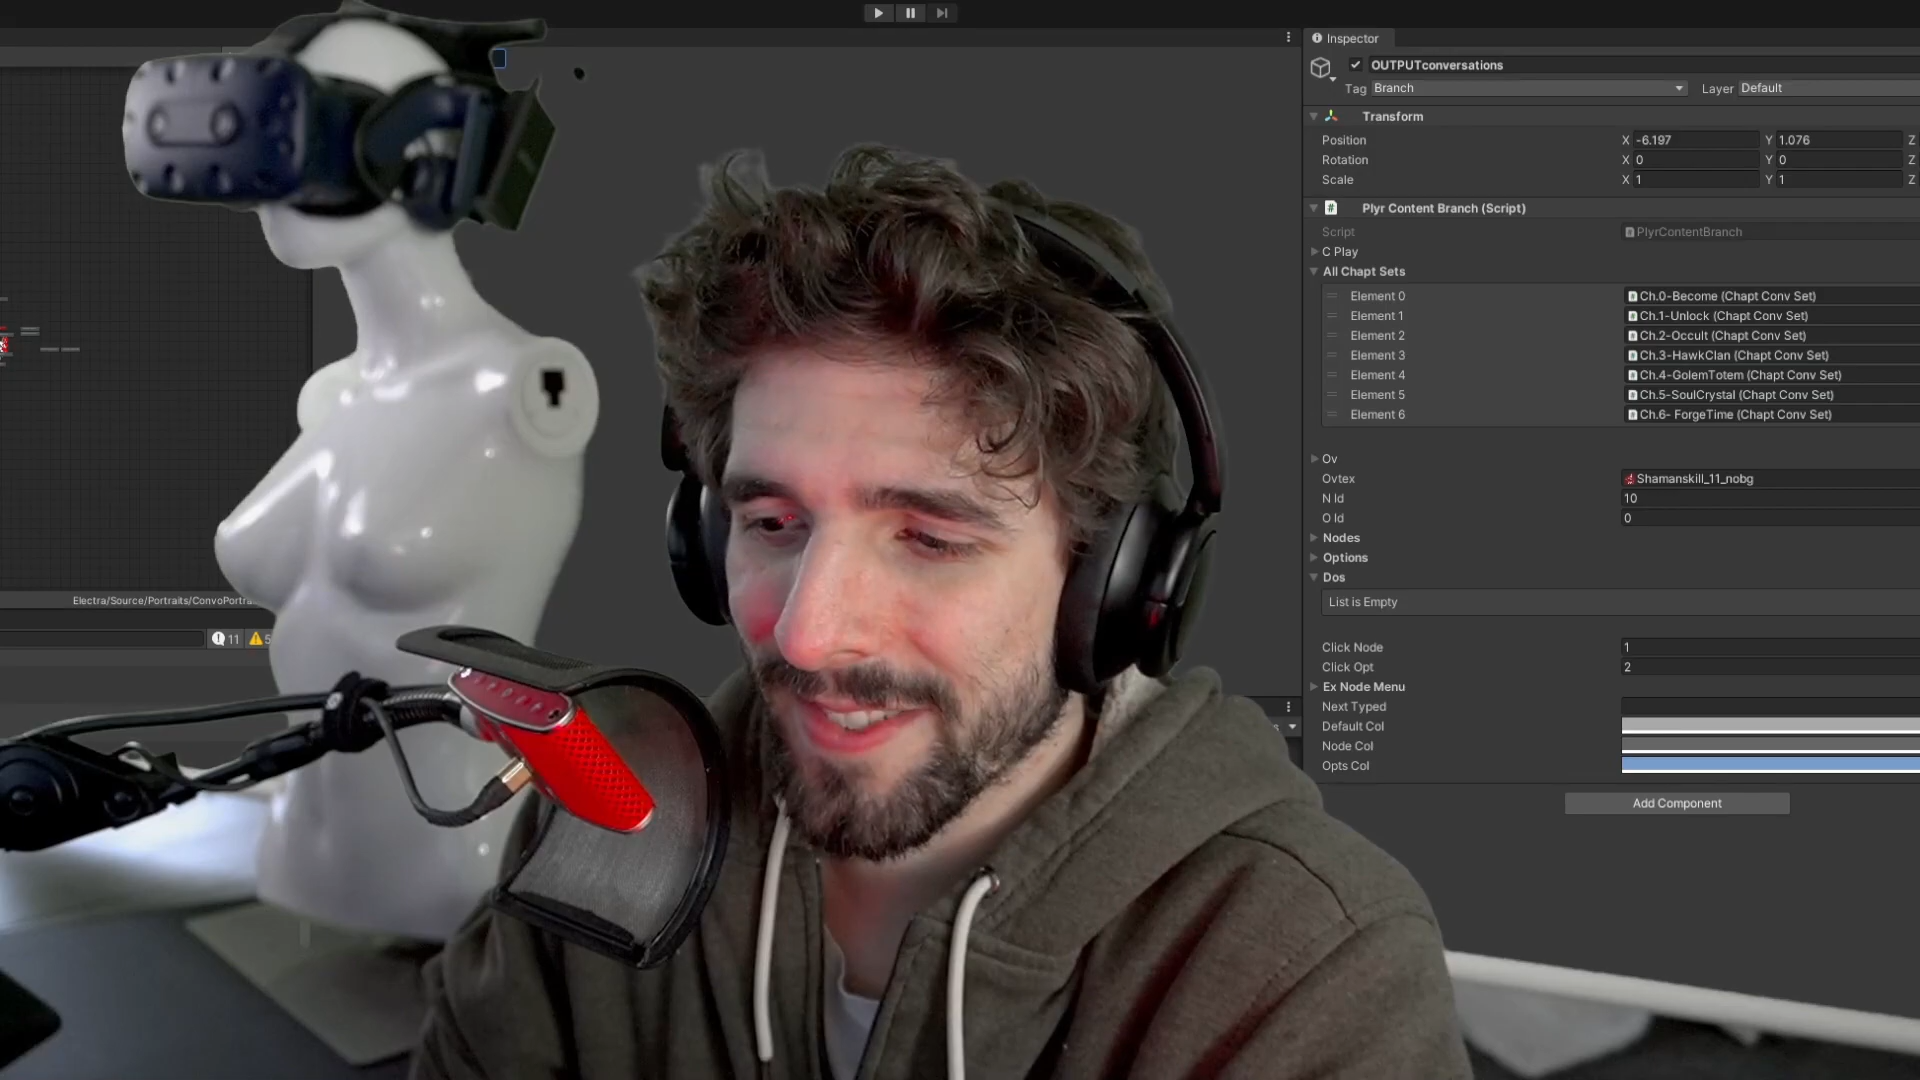 Inspector
OUTPUTconversations
Tag Branch Layer Default
Transform
Position X -6.197 Y 1.076 Z
Rotation X 0 Y 0 Z
Scale X 1 Y 1 Z
# Plyr Content Branch (Script)
Script PlyrContentBranch
C Play
All Chapt Sets
Element 0 Ch.0-Become (Chapt Conv Set)
Element 1 Ch.1-Unlock (Chapt Conv Set)
Element 2 Ch.2-Occult (Chapt Conv Set)
Element 3 Ch.3-HawkClan (Chapt Conv Set)
Element 4 Ch.4-GolemTotem (Chapt Conv Set)
Element 5 Ch.5-SoulCrystal (Chapt Conv Set)
Element 6 Ch.6- ForgeTime (Chapt Conv Set)
Ov
Ovtex Shamanskill_11_nobg
N Id 10
O Id 0
Nodes
Options
Dos
List is Empty
Click Node 1
Click Opt 2
Ex Node Menu
Next Typed
Default Col
Node Col
Opts Col
Add Component
Electra/Source/Portraits/ConvoPortra
11 5
s